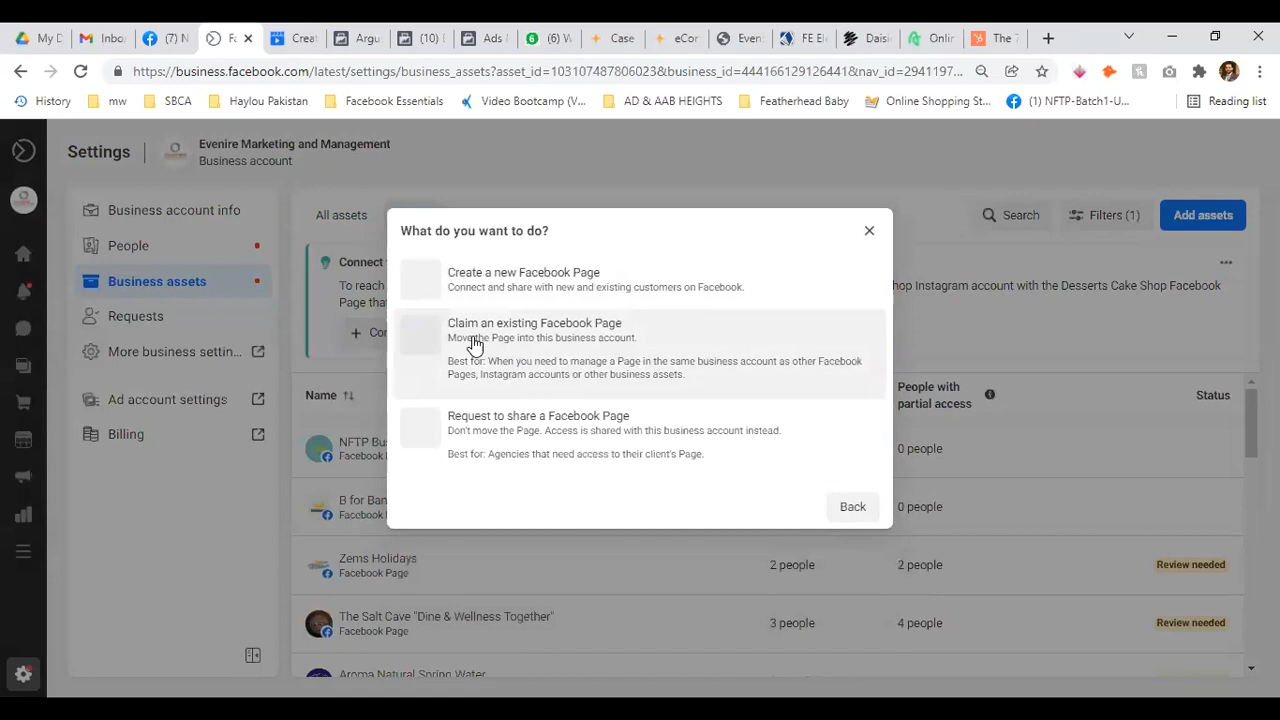 My D
Inbo
(7) N
Fa
Creat
Argu
(10)
Ads M
(6) W
Case
eCom
Even
FE El
Daisi
Onlin
The 7
https://business.facebook.com/latest/settings/business_assets?asset_id=103107487806023&business_id=444166129126441&nav_id=2941197...
History
mw
SBCA
Haylou Pakistan
Facebook Essentials
Video Bootcamp (V...
AD & AAB HEIGHTS
Featherhead Baby
Online Shopping St...
(1) NFTP-Batch1-U...
Reading list
Settings
Evenire Marketing and Management
Business account
Business account info
People
Business assets
Requests
More business settin...
Ad account settings
Billing
All assets
Search
Filters (1)
Add assets
Connect
To reach
hop Instagram account with the Desserts Cake Shop Facebook
Page that
+ Con
What do you want to do?
Create a new Facebook Page
Connect and share with new and existing customers on Facebook.
Claim an existing Facebook Page
Move the Page into this business account.
Best for: When you need to manage a Page in the same business account as other Facebook
Pages, Instagram accounts or other business assets.
Request to share a Facebook Page
Don't move the Page. Access is shared with this business account instead.
Best for: Agencies that need access to their client's Page.
Back
Name
People with
partial access
Status
NFTP Bus
Facebook
0 people
B for Ban
Facebook
0 people
Zems Holidays
Facebook Page
2 people
2 people
Review needed
The Salt Cave "Dine & Wellness Together"
Facebook Page
3 people
4 people
Review needed
Aroma Natural Spring Water